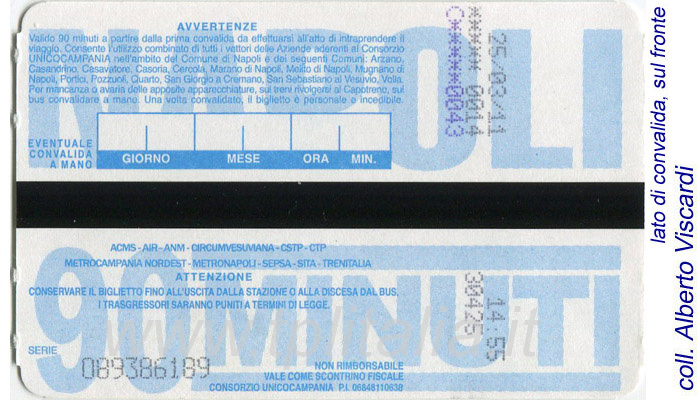 NAPOLI
AVVERTENZE
Valido 90 minuti a partire dalla prima convalida da effettuarsi all'atto di intraprendere il
viaggio. Consente l'utilizzo combinato di tutti i vettori delle Aziende aderenti al Consorzio
UNICOCAMPANIA nell'ambito del Comune di Napoli e dei seguenti Comuni: Arzano,
Casandrino, Casavatore, Casoria, Cercola, Marano di Napoli, Melito di Napoli, Mugnano di
Napoli, Portici, Pozzuoli, Quarto, San Giorgio a Cremano, San Sebastiano al Vesuvio, Volla.
Per mancanza o avaria delle apposite apparecchiature, sui treni rivolgersi al Capotreno, sul
bus convalidare a mano. Una volta convalidato, il biglietto è personale e incedibile.
EVENTUALE
CONVALIDA
A MANO
GIORNO MESE ORA MIN.
25/03/11
***** 0014
C*****0043
90 MINUTI
ACMS - AIR - ANM - CIRCUMVESUVIANA - CSTP - CTP
METROCAMPANIA NORDEST - METRONAPOLI - SEPSA - SITA - TRENITALIA
ATTENZIONE
CONSERVARE IL BIGLIETTO FINO ALL'USCITA DALLA STAZIONE O ALLA DISCESA DAL BUS.
I TRASGRESSORI SARANNO PUNITI A TERMINI DI LEGGE.
14:55
30425
www.tplitalia.it
SERIE 089386189
NON RIMBORSABILE
VALE COME SCONTRINO FISCALE
CONSORZIO UNICOCAMPANIA P.I. 06848110638
lato di convalida, sul fronte
coll. Alberto Viscardi